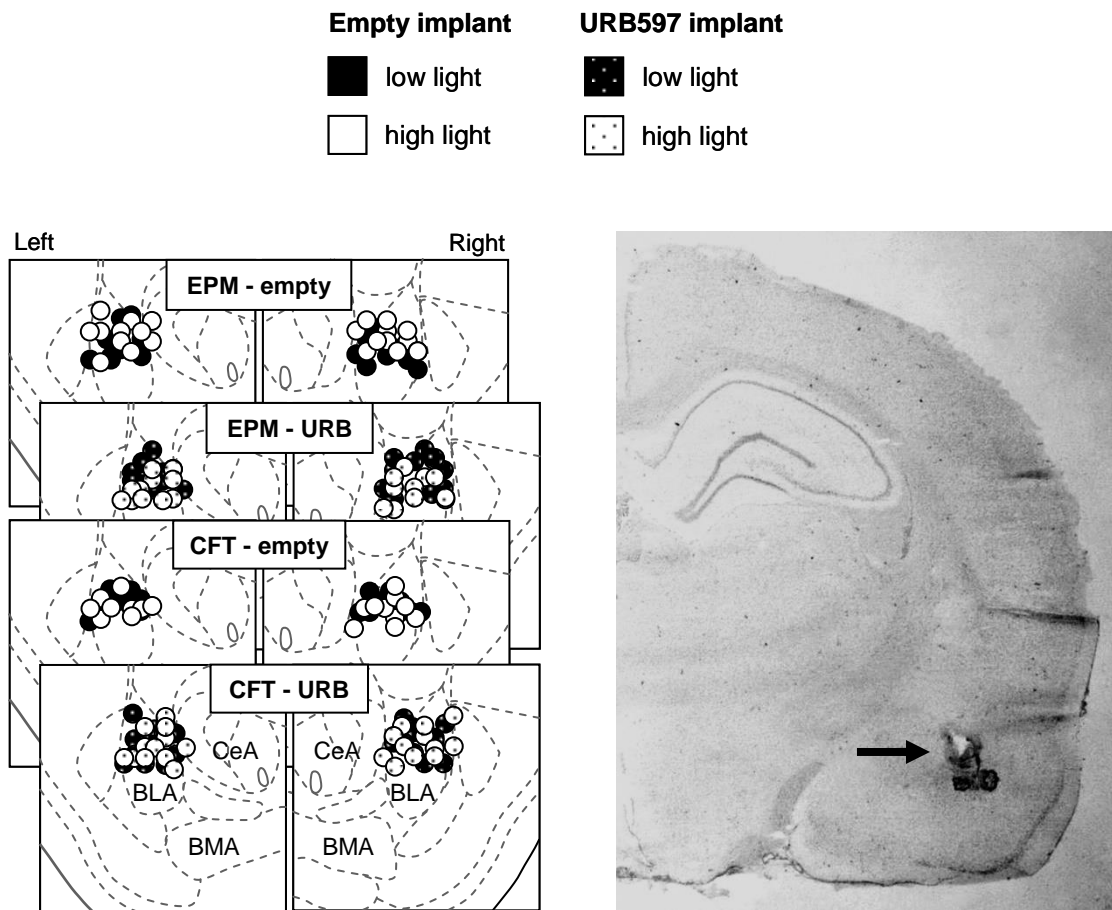 Empty implant
URB597 implant
low light
low light
high light
high light
Left
Right
EPM - empty
EPM - URB
CFT - empty
CFT - URB
CeA
CeA
BLA
BLA
BMA
BMA